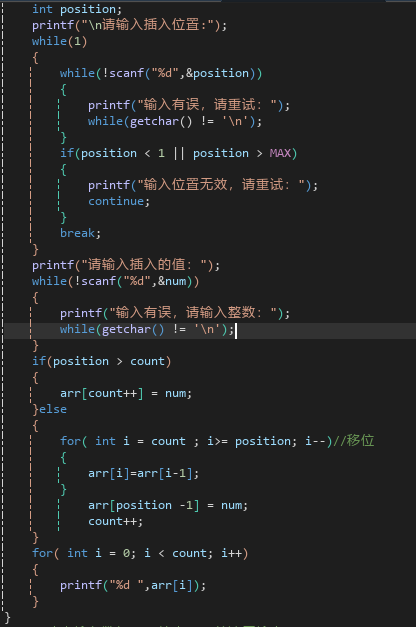 int position;
printf("\n请输入插入位置:");
while(1)
{
while(!scanf("%d",&position))
{
printf("输入有误，请重试: ");
while(getchar() != '\n');
}
if(position < 1 || position > MAX)
{
printf("输入位置无效，请重试: ");
continue;
}
break;
}
printf("请输入插入的值: ");
while(!scanf("%d",&num))
{
printf("输入有误，请输入整数: ");
while(getchar() != '\n');
}
if(position > count)
{
arr[count++] = num;
}else
{
for( int i = count ; i>= position; i--)//移位
{
arr[i]=arr[i-1];
}
arr[position -1] = num;
count++;
}
for( int i = 0; i < count; i++)
{
printf("%d ",arr[i]);
}
}